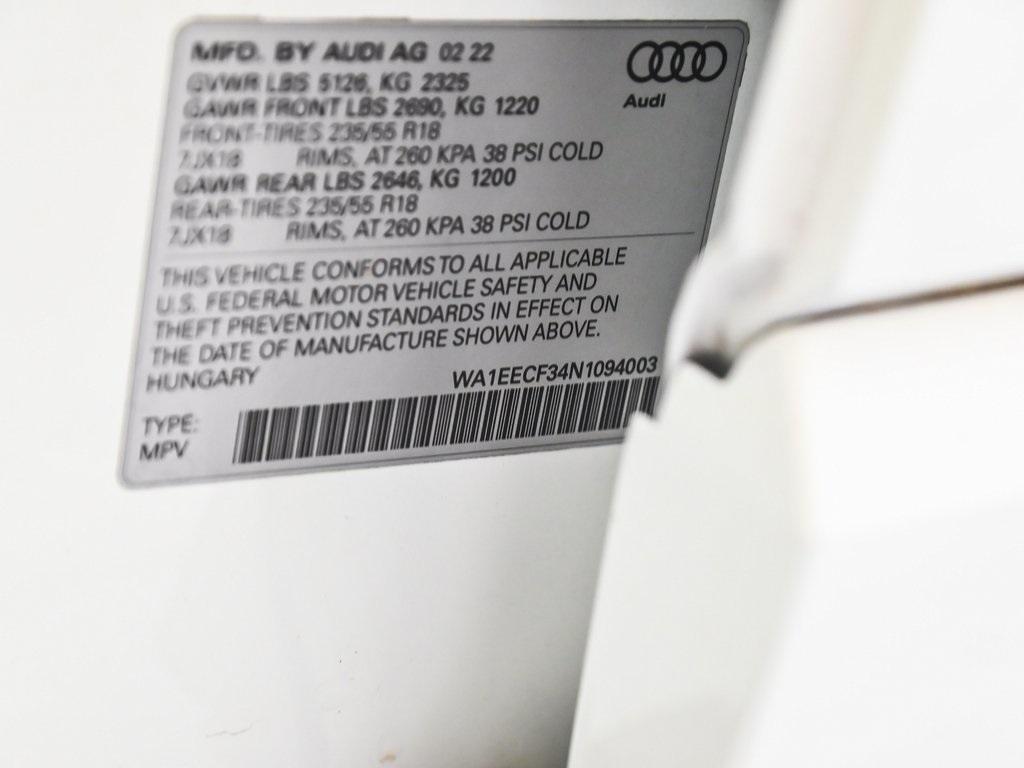 MFD. BY AUDI AG 02 22
GVWR LBS 5126, KG 2325
GAWR FRONT LBS 2690, KG 1220
FRONT-TIRES 235/55 R18
7JX18 RIMS, AT 260 KPA 38 PSI COLD
GAWR REAR LBS 2646, KG 1200
REAR-TIRES 235/55 R18
7JX18 RIMS, AT 260 KPA 38 PSI COLD
Audi
THIS VEHICLE CONFORMS TO ALL APPLICABLE
U.S. FEDERAL MOTOR VEHICLE SAFETY AND
THEFT PREVENTION STANDARDS IN EFFECT ON
THE DATE OF MANUFACTURE SHOWN ABOVE.
HUNGARY
WA1EECF34N1094003
TYPE:
MPV